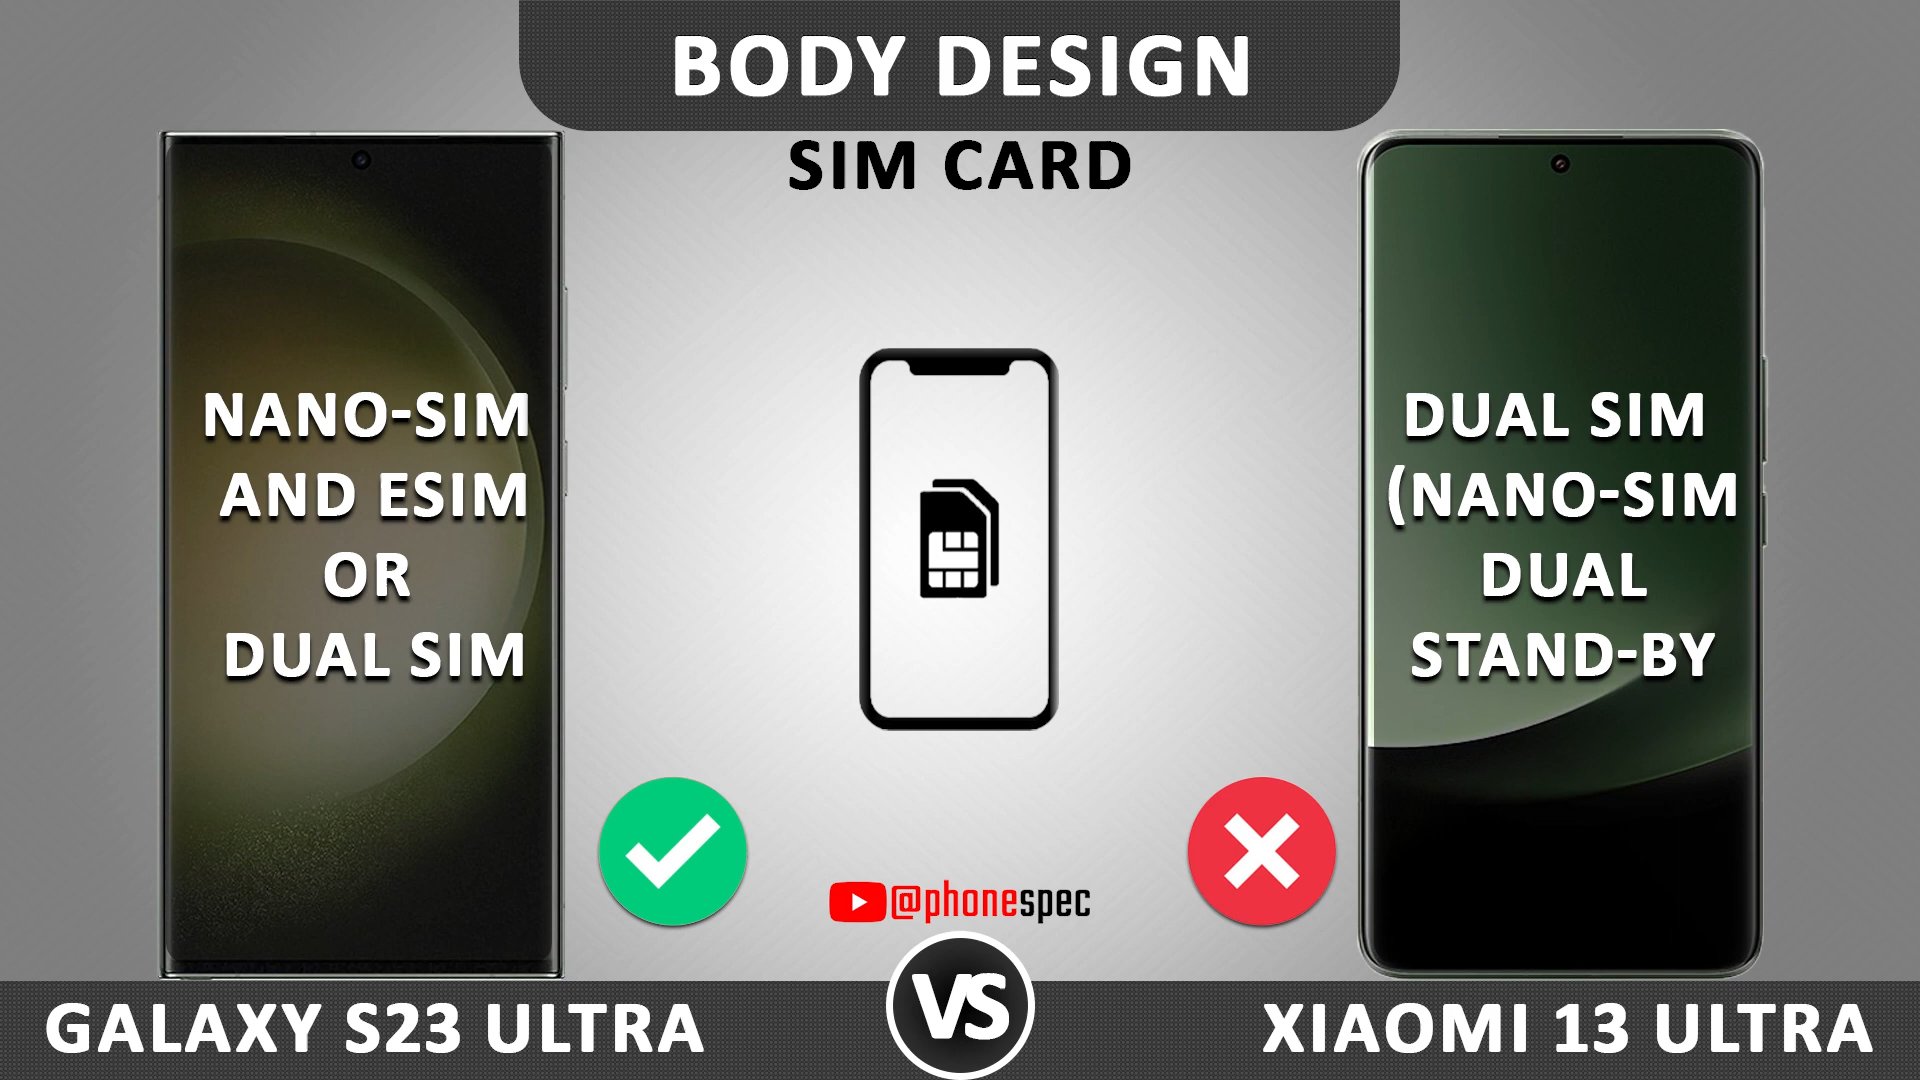 BODY DESIGN
SIM CARD
NANO-SIM
AND ESIM
OR
DUAL SIM
DUAL SIM
(NANO-SIM
DUAL
STAND-BY
@phonespec
GALAXY S23 ULTRA
VS
XIAOMI 13 ULTRA